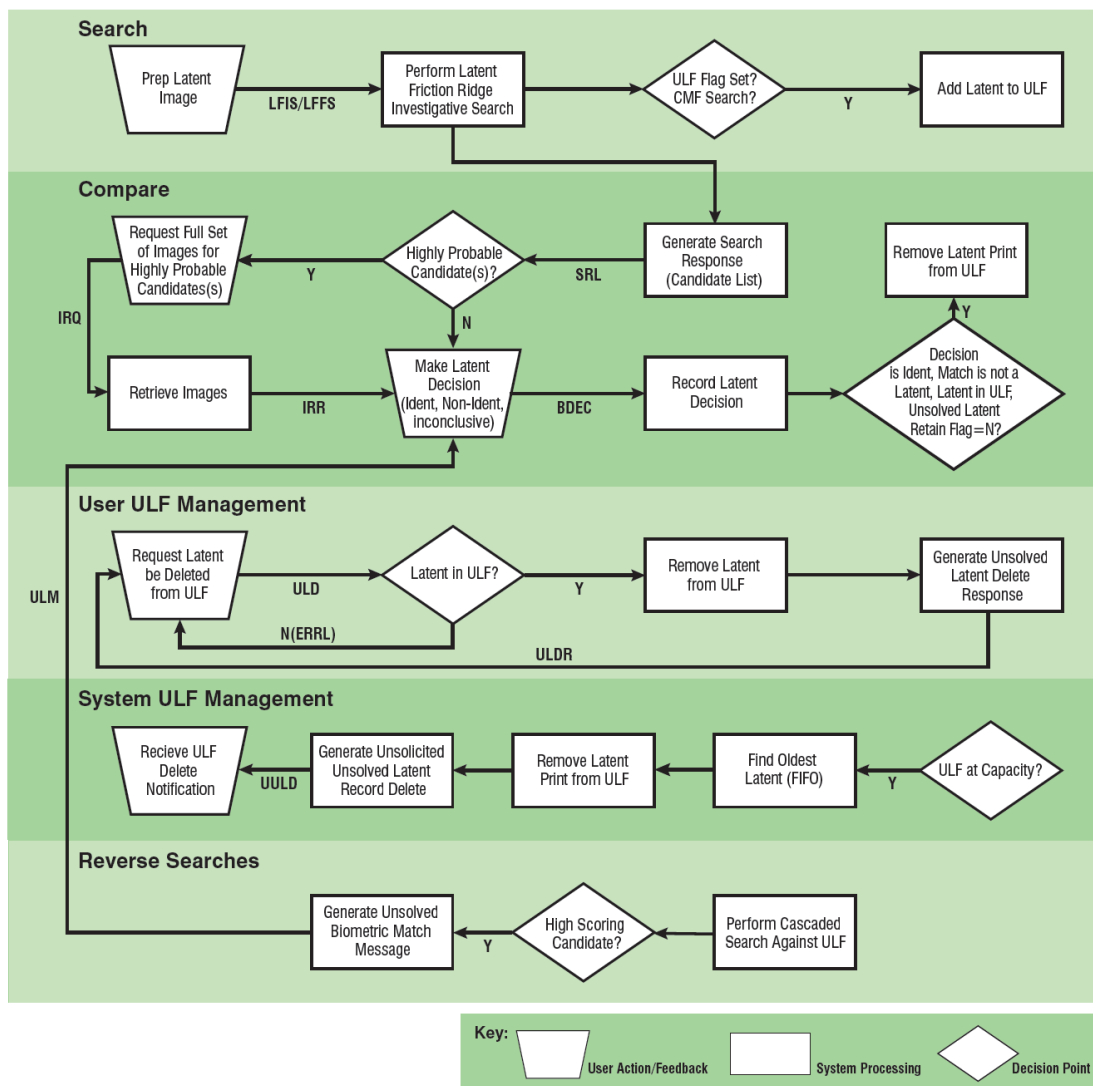 Search
Prep Latent
Image
LFIS/LFFS
Perform Latent
Friction Ridge
Investigative Search
ULF Flag Set?
CMF Search?
Y
Add Latent to ULF
Compare
Request Full Set
of Images for
Highly Probable
Candidates(s)
Y
Highly Probable
Candidate(s)?
SRL
Generate Search
Response
(Candidate List)
Remove Latent Print
from ULF
IRQ
N
Y
Retrieve Images
IRR
Make Latent
Decision
(Ident, Non-Ident,
inconclusive)
BDEC
Record Latent
Decision
Decision
is Ident, Match is not a
Latent, Latent in ULF,
Unsolved Latent
Retain Flag=N?
User ULF Management
Request Latent
be Deleted
from ULF
ULD
Latent in ULF?
Y
Remove Latent
from ULF
Generate Unsolved
Latent Delete
Response
ULM
N(ERRL)
ULDR
System ULF Management
Recieve ULF
Delete
Notification
UULD
Generate Unsolicited
Unsolved Latent
Record Delete
Remove Latent
Print from ULF
Find Oldest
Latent (FIFO)
Y
ULF at Capacity?
Reverse Searches
Generate Unsolved
Biometric Match
Message
Y
High Scoring
Candidate?
Perform Cascaded
Search Against ULF
Key:
User Action/Feedback
System Processing
Decision Point